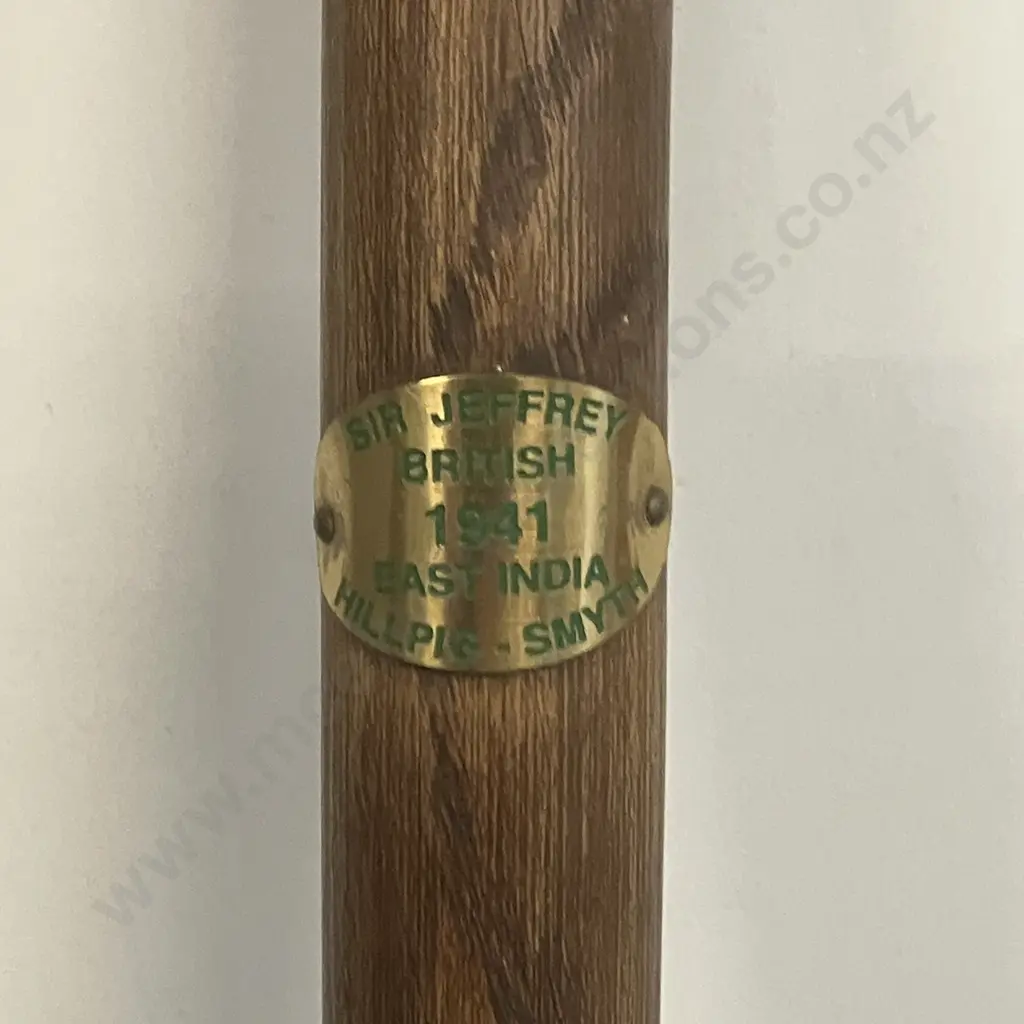 SIR JEFFREY
BRITISH
1941
EAST INDIA
HILLPIG - SMYTH